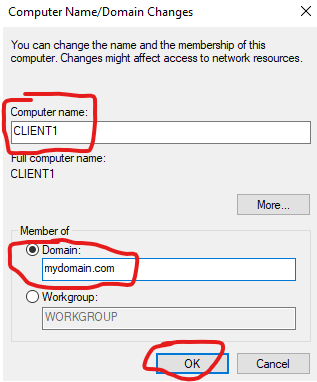 Computer Name/Domain Changes
You can change the name and the membership of this
computer. Changes might affect access to network resources.
Computer name:
CLIENT1
Full computer name:
CLIENT1
More...
Member of
Domain:
mydomain.com
Workgroup:
WORKGROUP
OK Cancel